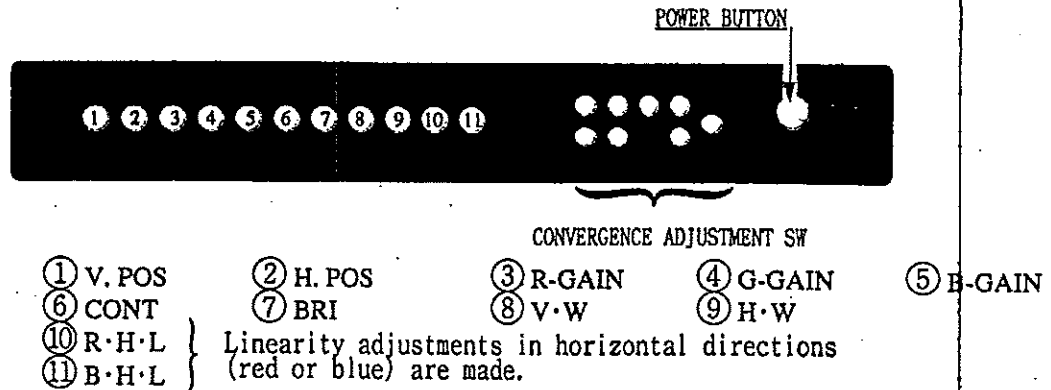 POWER BUTTON
① ② ③ ④ ⑤ ⑥ ⑦ ⑧ ⑨ ⑩ ⑪
CONVERGENCE ADJUSTMENT SW
① V. POS ② H. POS ③ R-GAIN ④ G-GAIN ⑤ B-GAIN
⑥ CONT ⑦ BRI ⑧ V·W ⑨ H·W
⑩ R·H·L } Linearity adjustments in horizontal directions
⑪ B·H·L (red or blue) are made.